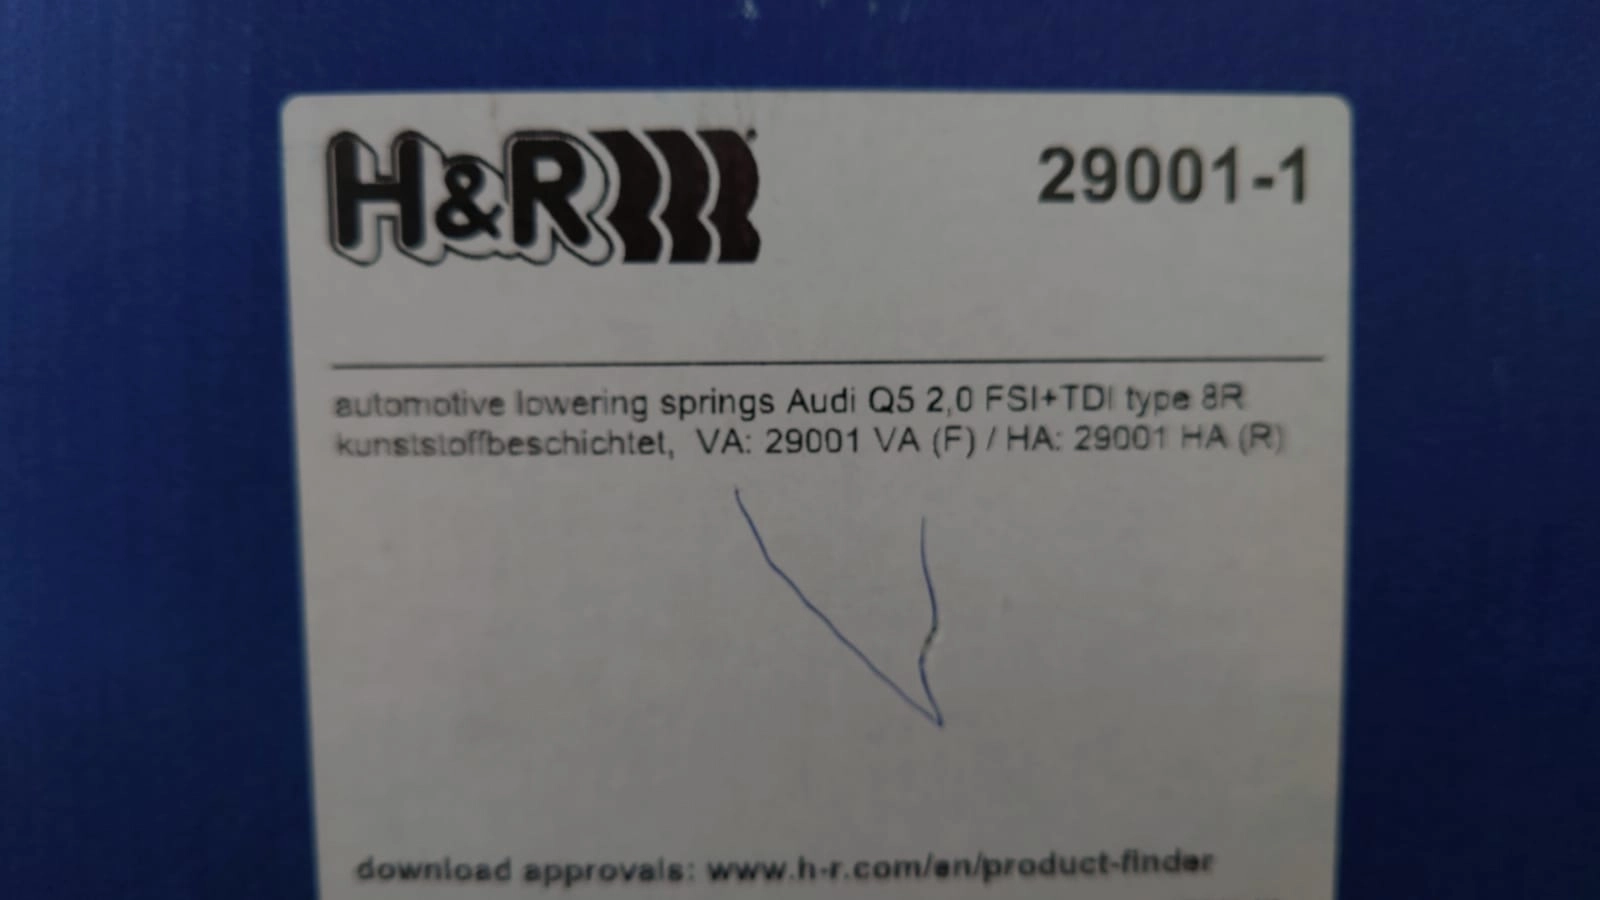 H&R
29001-1
automotive lowering springs Audi Q5 2,0 FSI+TDI type 8R
kunststoffbeschichtet, VA: 29001 VA (F) / HA: 29001 HA (R)
download approvals: www.h-r.com/en/product-finder